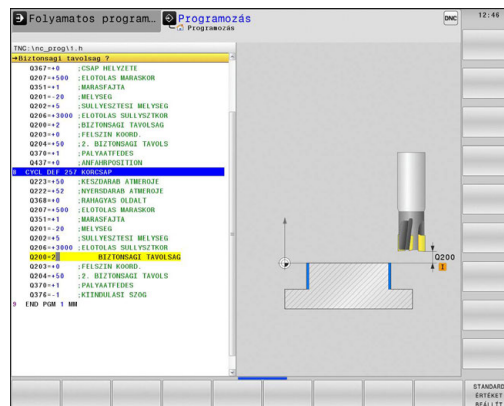 Folyamatos program… Programozás DNC 12:46
Programozás
TNC:\nc_prog\1.h
→Biztonsagi tavolsag ?
Q367=+0 ;CSAP HELYZETE
Q207=+500 ;ELOTOLAS MARASKOR
Q351=+1 ;MARASFAJTA
Q201=-20 ;MELYSEG
Q202=+5 ;SULLYESZTESI MELYSEG
Q206=+3000 ;ELOTOLAS SULLYSZTKOR
Q200=+2 ;BIZTONSAGI TAVOLSAG
Q203=+0 ;FELSZIN KOORD.
Q204=+50 ;2. BIZTONSAGI TAVOLS
Q370=+1 ;PALYAATFEDES
Q437=+0 ;ANFAHRPOSITION
8 CYCL DEF 257 KORCSAP
Q223=+50 ;KESZDARAB ATMEROJE
Q222=+52 ;NYERSDARAB ATMEROJE
Q368=+0 ;RAHAGYAS OLDALT
Q207=+500 ;ELOTOLAS MARASKOR
Q351=+1 ;MARASFAJTA
Q201=-20 ;MELYSEG
Q202=+5 ;SULLYESZTESI MELYSEG
Q206=+3000 ;ELOTOLAS SULLYSZTKOR
Q200=2 BIZTONSAGI TAVOLSAG
Q203=+0 ;FELSZIN KOORD.
Q204=+50 ;2. BIZTONSAGI TAVOLS
Q370=+1 ;PALYAATFEDES
Q376=-1 ;KIINDULASI SZOG
9 END PGM 1 MM
Q200
I
STANDARD
ÉRTÉKET
BEÁLLÍT